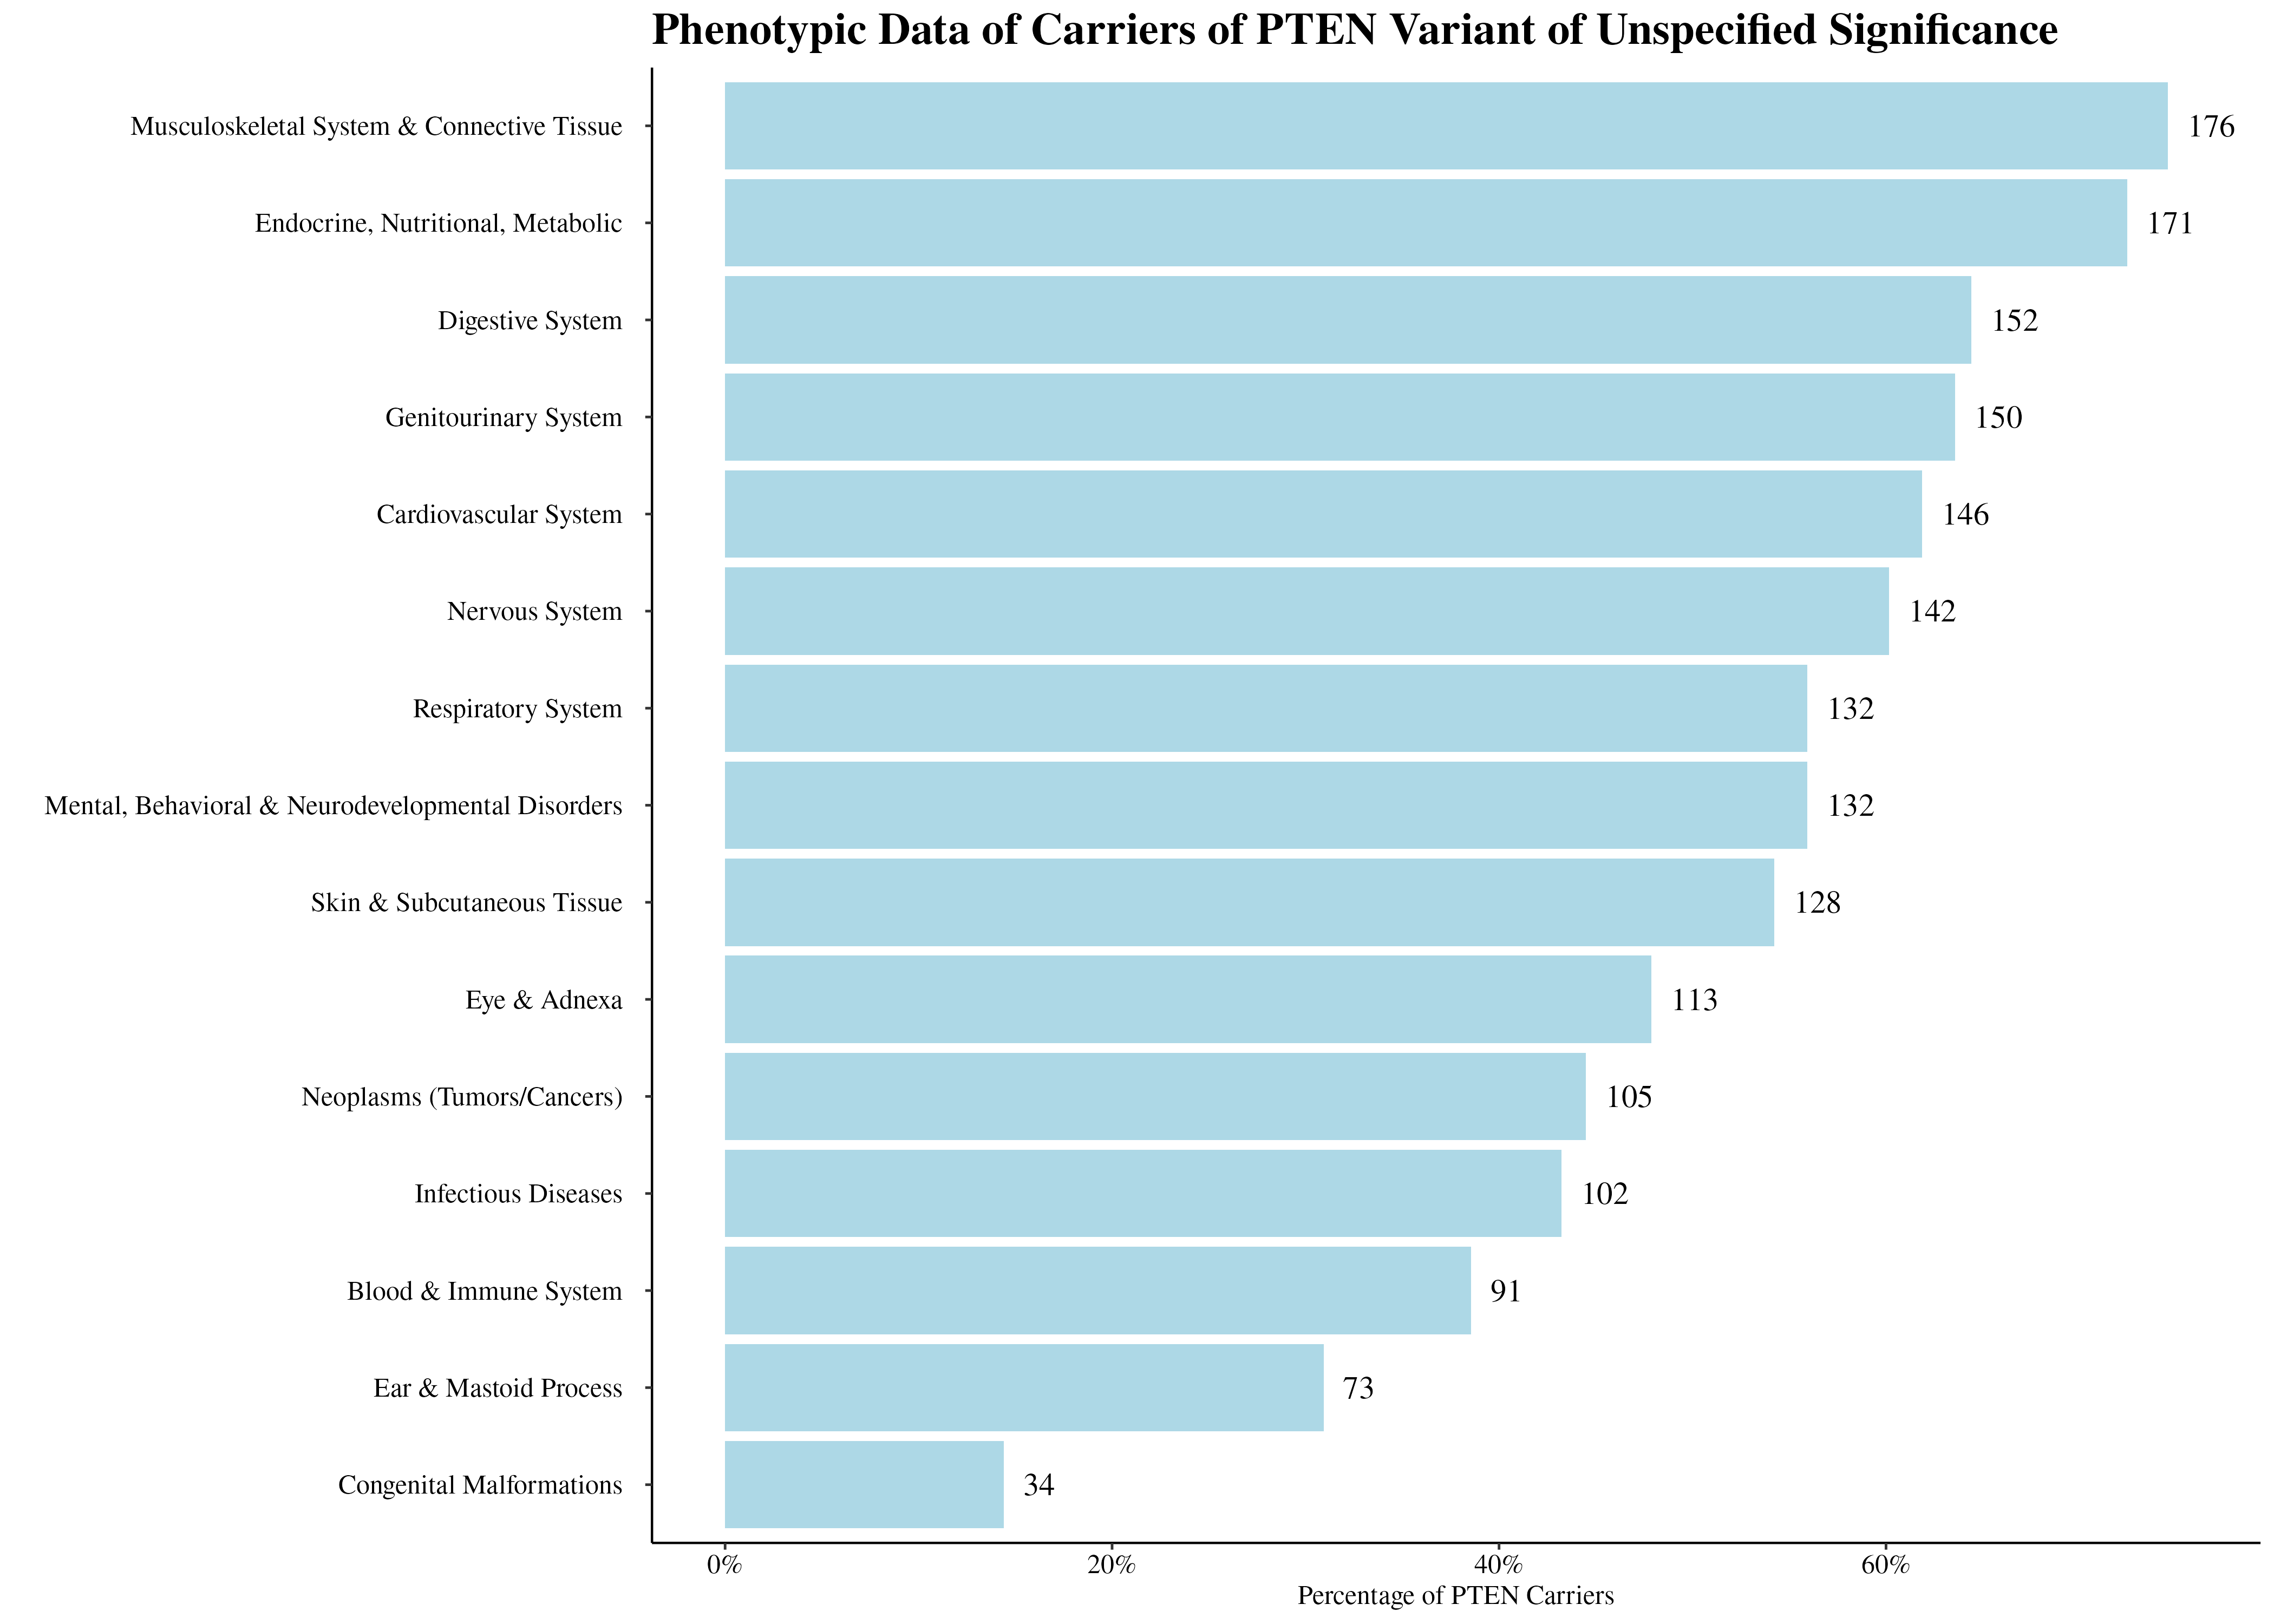 Phenotypic Data of Carriers of PTEN Variant of Unspecified Significance
Musculoskeletal System & Connective Tissue 176
Endocrine, Nutritional, Metabolic 171
Digestive System 152
Genitourinary System 150
Cardiovascular System 146
Nervous System 142
Respiratory System 132
Mental, Behavioral & Neurodevelopmental Disorders 132
Skin & Subcutaneous Tissue 128
Eye & Adnexa 113
Neoplasms (Tumors/Cancers) 105
Infectious Diseases 102
Blood & Immune System 91
Ear & Mastoid Process 73
Congenital Malformations 34
0% 20% 40% 60%
Percentage of PTEN Carriers